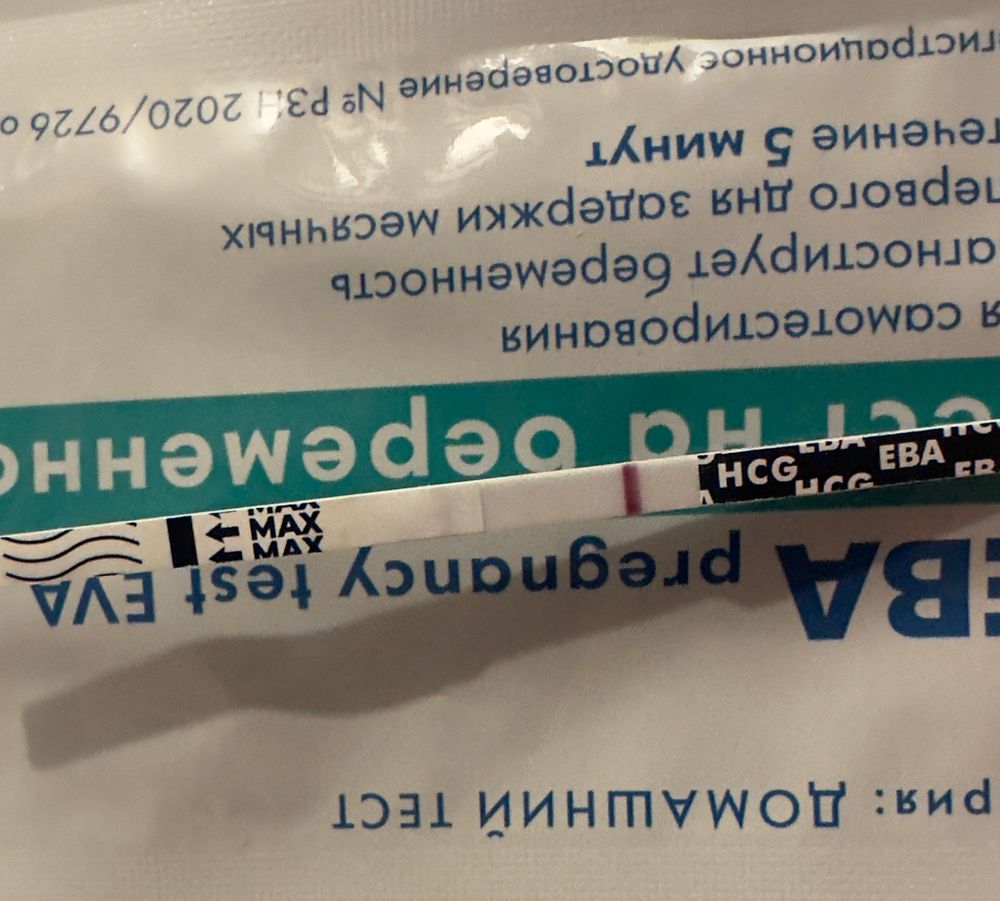 рия: ДОМАШНИЙ ТЕСТ
ЕВА pregnancy test EVA
MAX
MAX
MAX
HCG EBA
HCG
ест на беременно
я самотестирования
агностирует беременность
первого дня задержки месячных
течение 5 минут
гистрационное удостоверение № РЗН 2020/9726 о